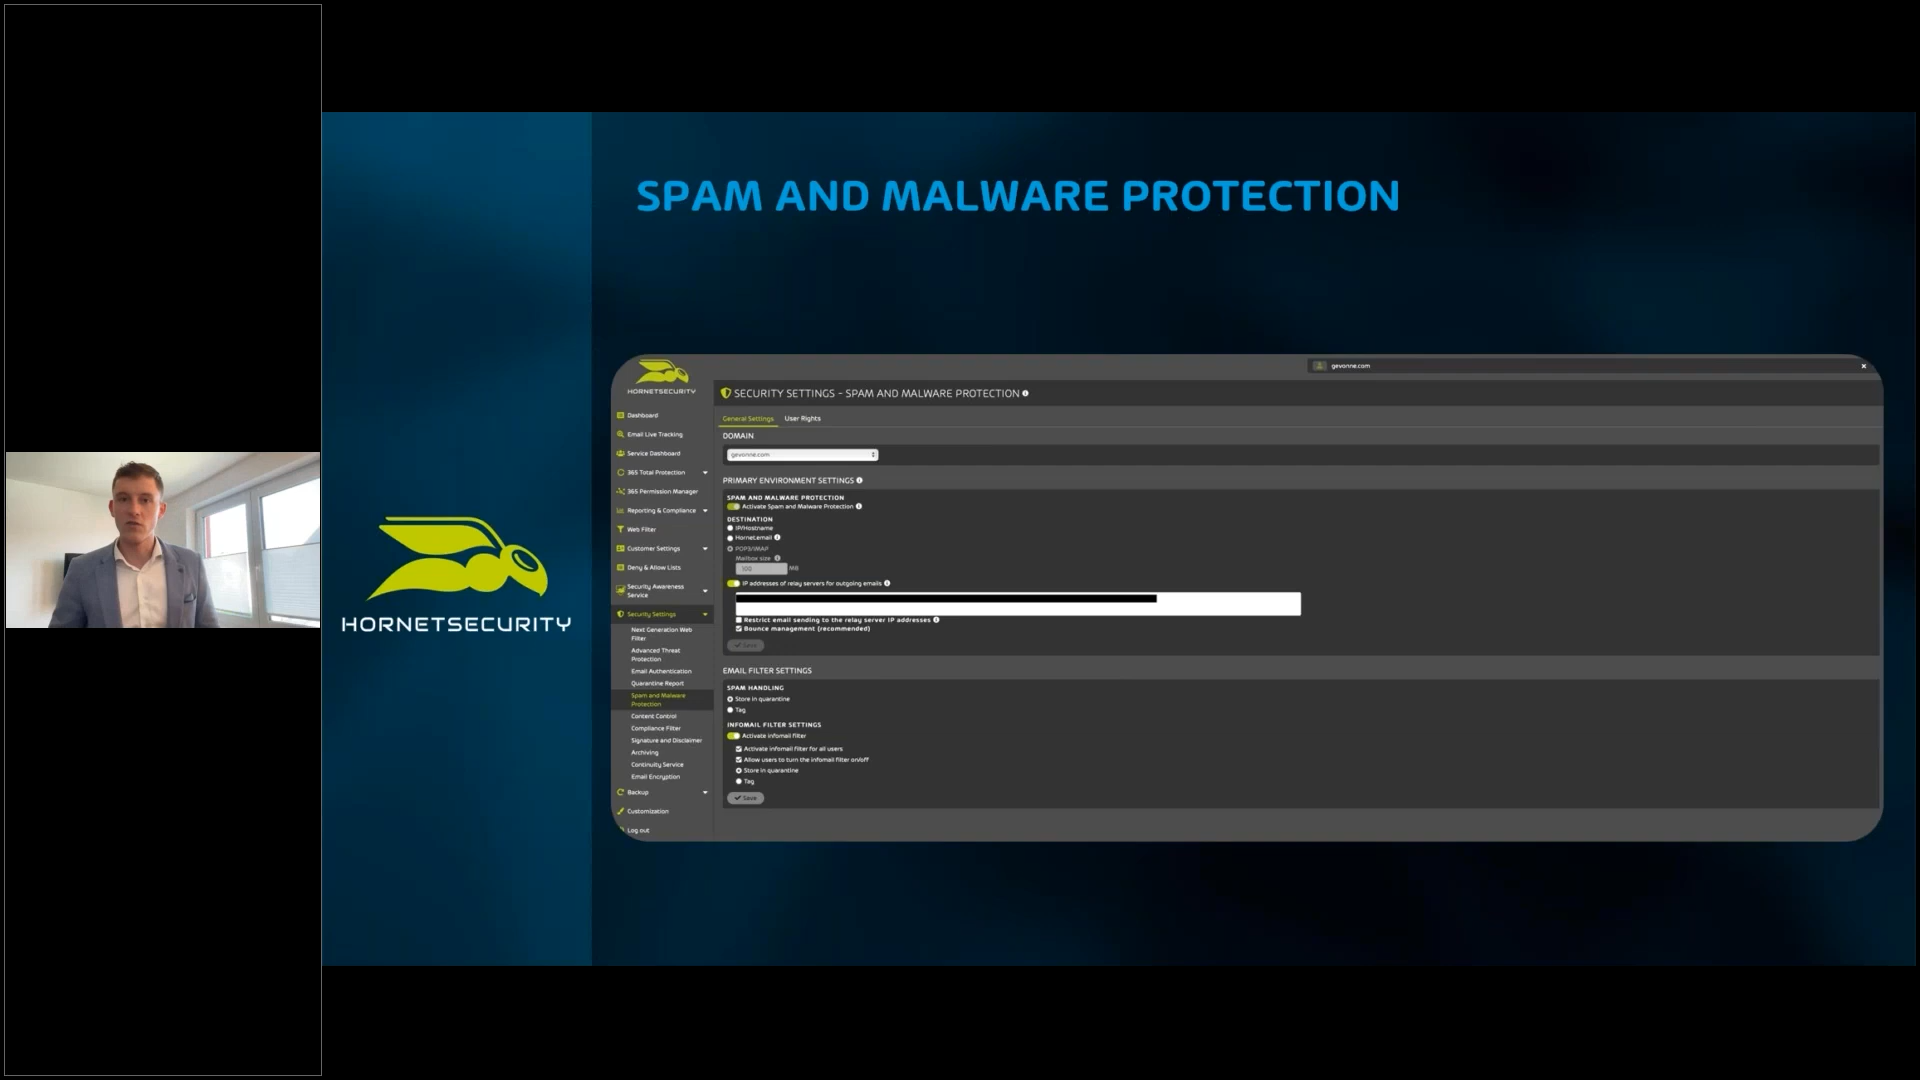 SPAM AND MALWARE PROTECTION
HORNETSECURITY
HORNETSECURITY
gevonne.com
Dashboard
Email Live Tracking
Service Dashboard
365 Total Protection
365 Permission Manager
Reporting & Compliance
Web Filter
Customer Settings
Deny & Allow Lists
Security Awareness
Service
Security Settings
Next Generation Web
Filter
Advanced Threat
Protection
Email Authentication
Quarantine Report
Spam and Malware
Protection
Content Control
Compliance Filter
Signature and Disclaimer
Archiving
Continuity Service
Email Encryption
Backup
Customization
Log out
SECURITY SETTINGS - SPAM AND MALWARE PROTECTION
General Settings User Rights
DOMAIN
gevonne.com
PRIMARY ENVIRONMENT SETTINGS
SPAM AND MALWARE PROTECTION
Activate Spam and Malware Protection
DESTINATION
IP/Hostname
Hornet.email
POP3/IMAP
Mailbox size
100 MB
IP addresses of relay servers for outgoing emails
Restrict email sending to the relay server IP addresses
Bounce management (recommended)
Save
EMAIL FILTER SETTINGS
SPAM HANDLING
Store in quarantine
Tag
INFOMAIL FILTER SETTINGS
Activate infomail filter
Activate infomail filter for all users
Allow users to turn the infomail filter on/off
Store in quarantine
Tag
Save